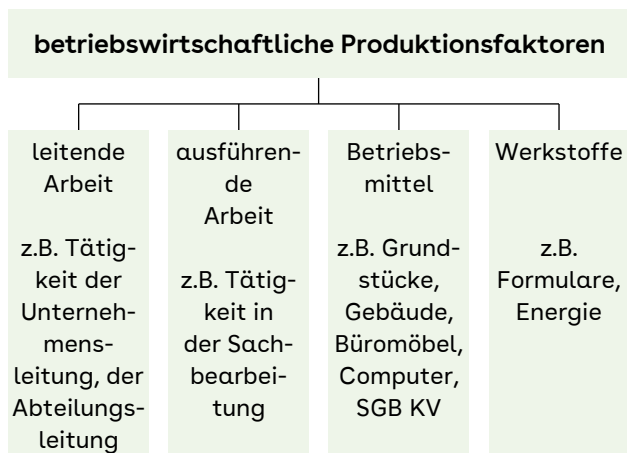 betriebswirtschaftliche Produktionsfaktoren
leitende
Arbeit
z.B. Tätig-
keit der
Unterneh-
mens-
leitung, der
Abteilungs-
leitung
ausführen-
de
Arbeit
z.B. Tätig-
keit in
der Sach-
bearbei-
tung
Betriebs-
mittel
z.B. Grund-
stücke,
Gebäude,
Büromöbel,
Computer,
SGB KV
Werkstoffe
z.B.
Formulare,
Energie